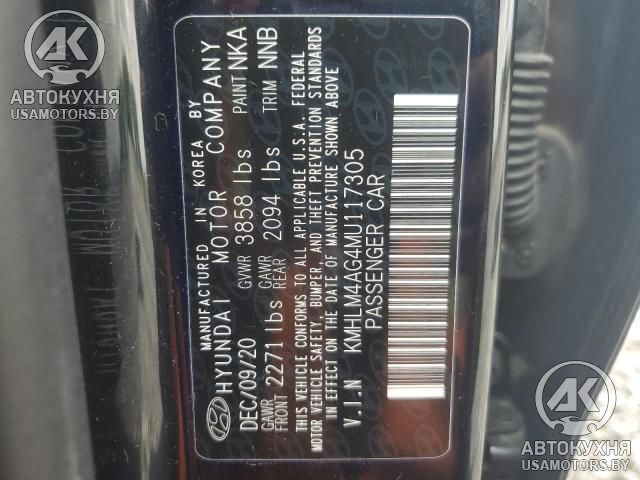 MANUFACTURED IN KOREA BY
HYUNDAI MOTOR COMPANY
DEC/09/20 GVWR 3858 lbs PAINT NKA
GAWR FRONT 2271 lbs GAWR REAR 2094 lbs TRIM NNB
THIS VEHICLE CONFORMS TO ALL APPLICABLE U.S.A. FEDERAL
MOTOR VEHICLE SAFETY, BUMPER, AND THEFT PREVENTION STANDARDS
IN EFFECT ON THE DATE OF MANUFACTURE SHOWN ABOVE
V.I.N KMHLM4AG4MU117305
PASSENGER CAR
АК
АВТОКУХНЯ
USAMOTORS.BY
АК
АВТОКУХНЯ
USAMOTORS.BY